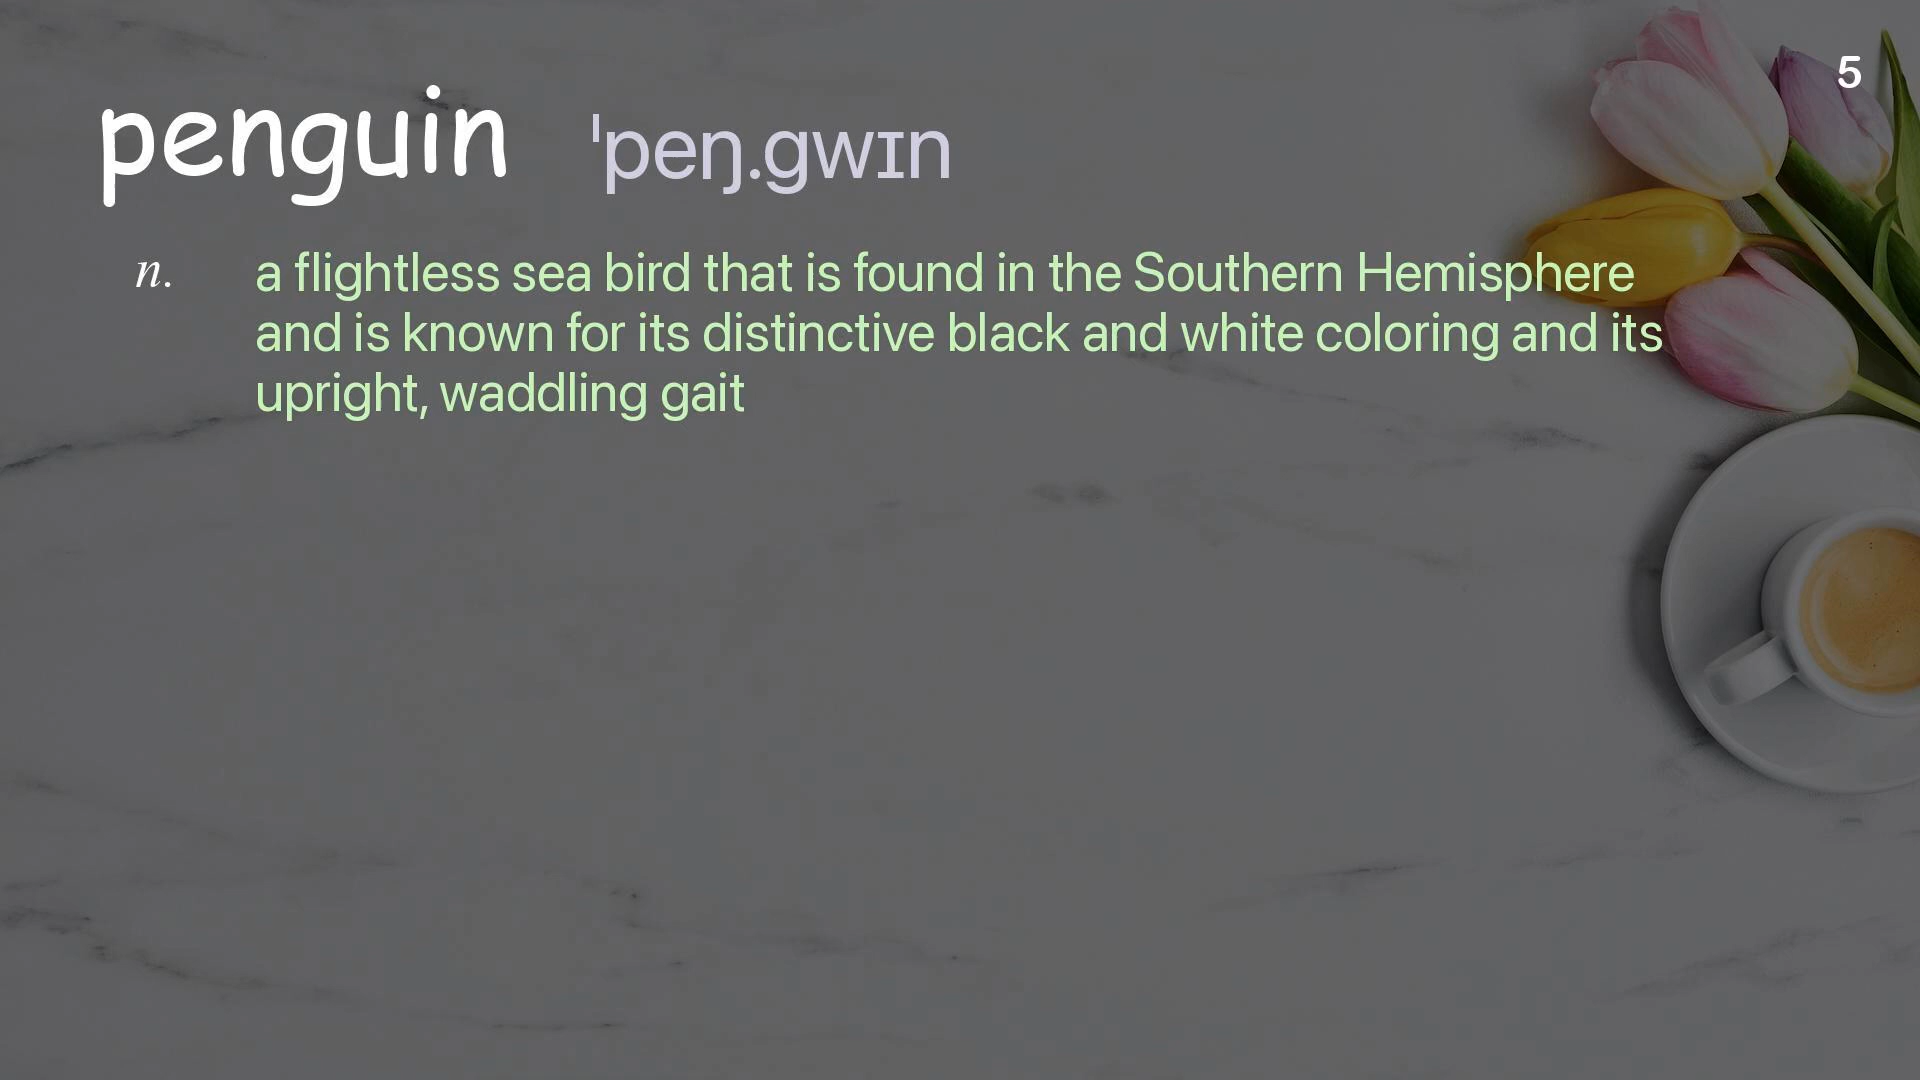 5
penguin ˈpeŋ.gwɪn
n. a flightless sea bird that is found in the Southern Hemisphere
and is known for its distinctive black and white coloring and its
upright, waddling gait